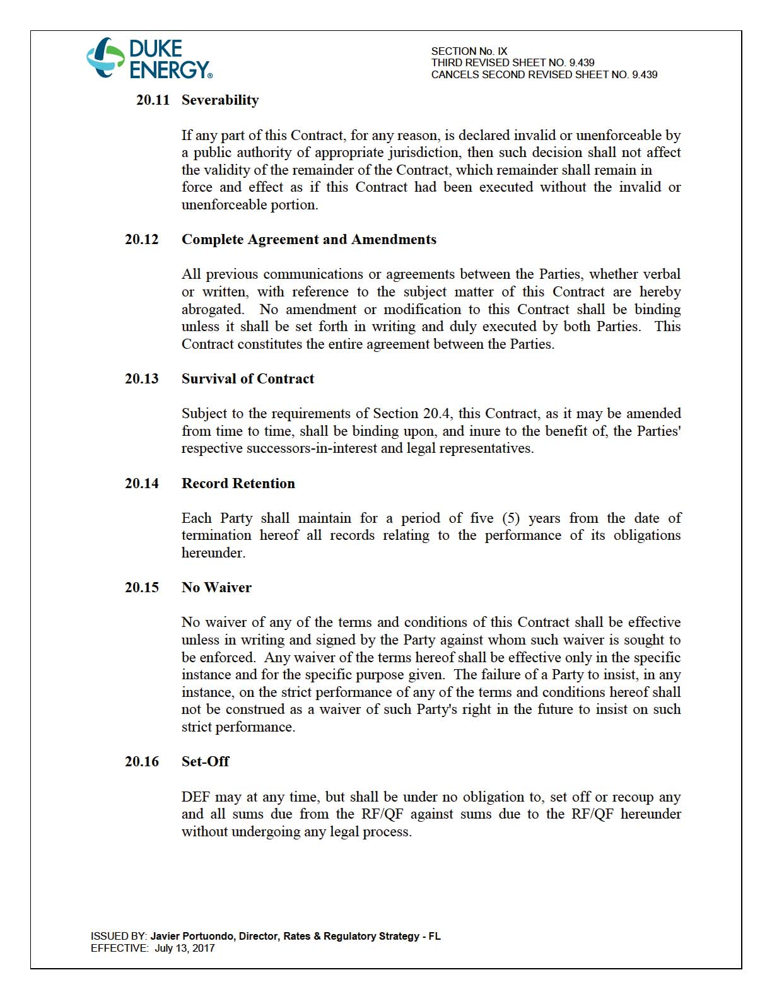 DUKE
ENERGY®
SECTION No. IX
THIRD REVISED SHEET NO. 9.439
CANCELS SECOND REVISED SHEET NO. 9.439
20.11 Severability
If any part of this Contract, for any reason, is declared invalid or unenforceable by
a public authority of appropriate jurisdiction, then such decision shall not affect
the validity of the remainder of the Contract, which remainder shall remain in
force and effect as if this Contract had been executed without the invalid or
unenforceable portion.
20.12 Complete Agreement and Amendments
All previous communications or agreements between the Parties, whether verbal
or written, with reference to the subject matter of this Contract are hereby
abrogated. No amendment or modification to this Contract shall be binding
unless it shall be set forth in writing and duly executed by both Parties. This
Contract constitutes the entire agreement between the Parties.
20.13 Survival of Contract
Subject to the requirements of Section 20.4, this Contract, as it may be amended
from time to time, shall be binding upon, and inure to the benefit of, the Parties'
respective successors-in-interest and legal representatives.
20.14 Record Retention
Each Party shall maintain for a period of five (5) years from the date of
termination hereof all records relating to the performance of its obligations
hereunder.
20.15 No Waiver
No waiver of any of the terms and conditions of this Contract shall be effective
unless in writing and signed by the Party against whom such waiver is sought to
be enforced. Any waiver of the terms hereof shall be effective only in the specific
instance and for the specific purpose given. The failure of a Party to insist, in any
instance, on the strict performance of any of the terms and conditions hereof shall
not be construed as a waiver of such Party's right in the future to insist on such
strict performance.
20.16 Set-Off
DEF may at any time, but shall be under no obligation to, set off or recoup any
and all sums due from the RF/QF against sums due to the RF/QF hereunder
without undergoing any legal process.
ISSUED BY: Javier Portuondo, Director, Rates & Regulatory Strategy - FL
EFFECTIVE: July 13, 2017